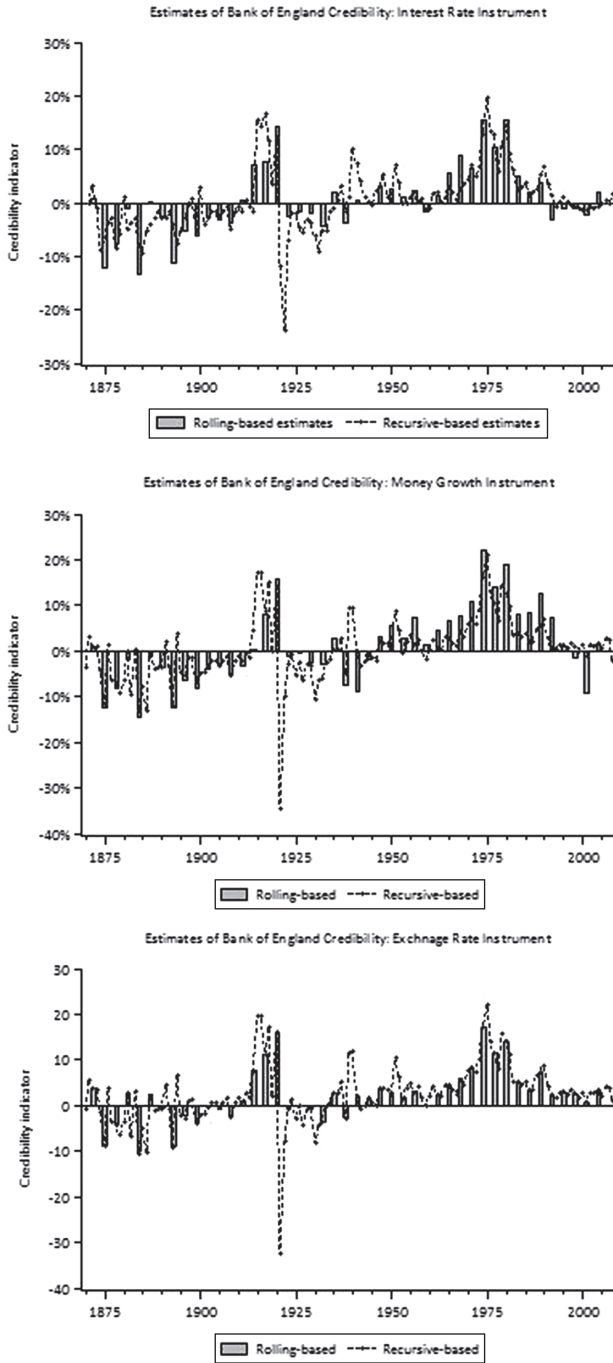 Estimates of Bank of England Credibility: Interest Rate Instrument
30%
20%
10%
0%
-10%
-20%
-30%
Credibility indicator
1875 1900 1925 1950 1975 2000
Rolling-based estimates Recursive-based estimates
Estimates of Bank of England Credibility: Money Growth Instrument
30%
20%
10%
0%
-10%
-20%
-30%
-40%
Credibility indicator
1875 1900 1925 1956 1975 2000
Rolling-based Recursive-based
Estimates of Bank of England Credibility: Exchnage Rate Instrument
30
20
10
0
-10
-20
-30
-40
Credibility indicator
1875 1900 1925 1956 1975 2000
Rolling-based Recursive-based